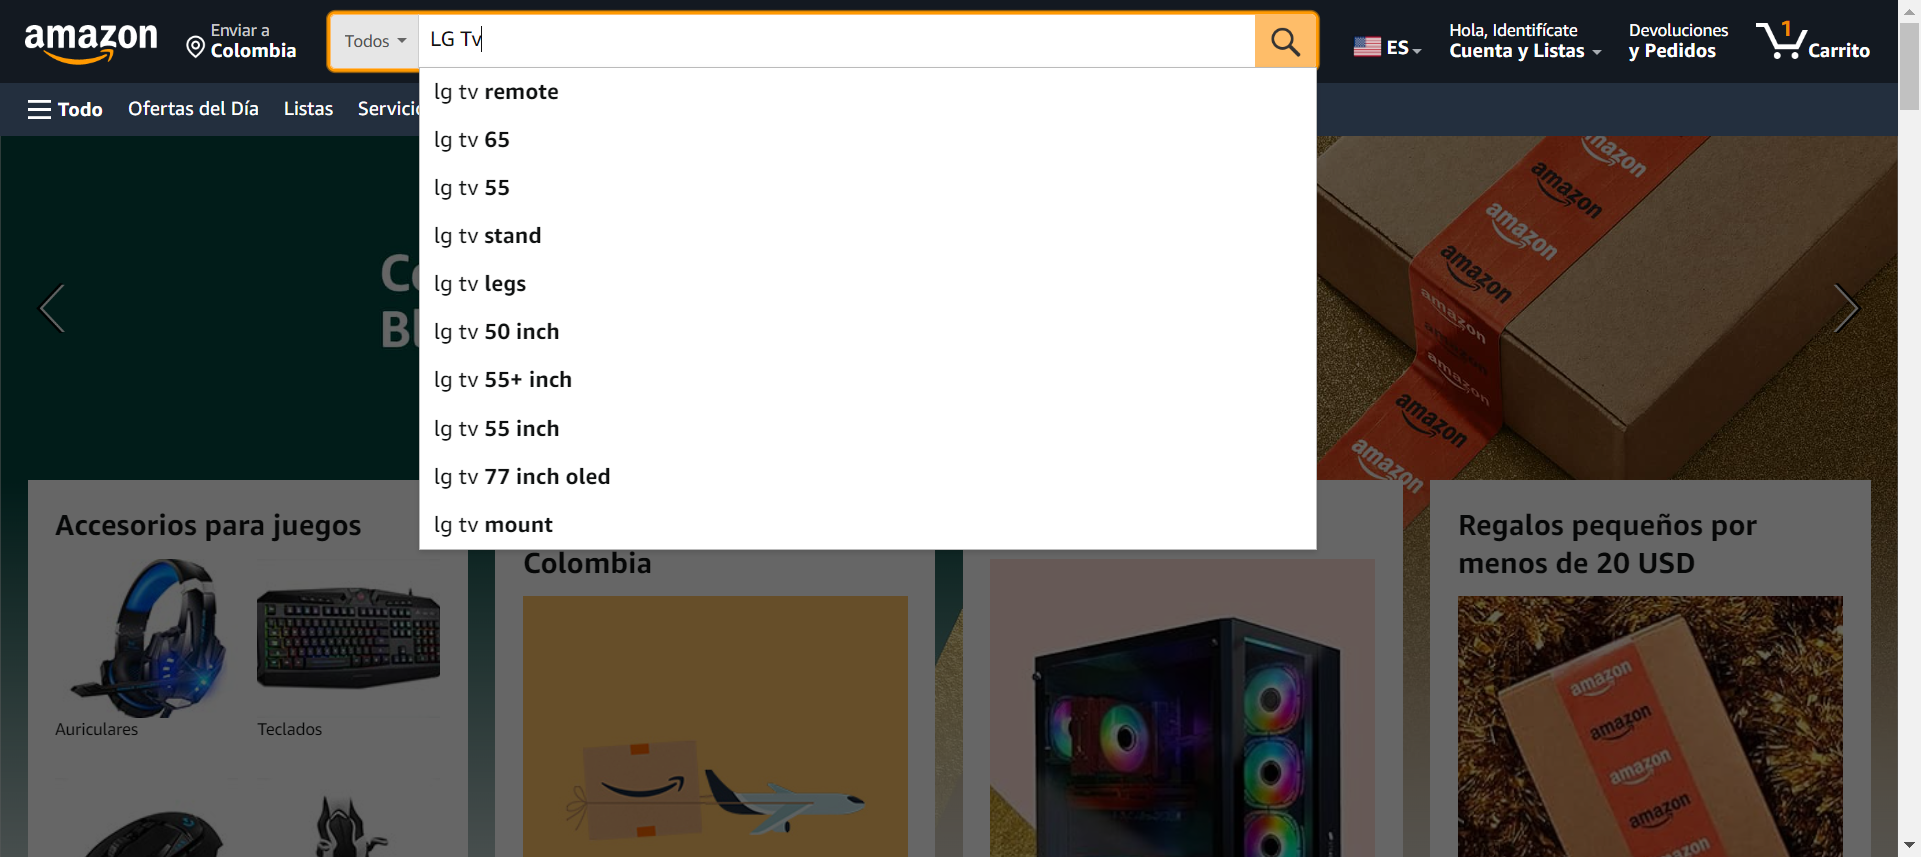 amazon
Enviar a
Colombia
Todos
LG Tv
ES
Hola, Identifícate
Cuenta y Listas
Devoluciones
y Pedidos
1
Carrito
Todo
Ofertas del Día
Listas
lg tv remote
lg tv 65
lg tv 55
lg tv stand
lg tv legs
lg tv 50 inch
lg tv 55+ inch
lg tv 55 inch
lg tv 77 inch oled
lg tv mount
amazon
amazon
amazon
amazon
amazon
amazon
amazon
amazon
amazon
amazon
Accesorios para juegos
Auriculares
Teclados
Colombia
Regalos pequeños por
menos de 20 USD
amazon
amazon
amazon
amazon
amazon